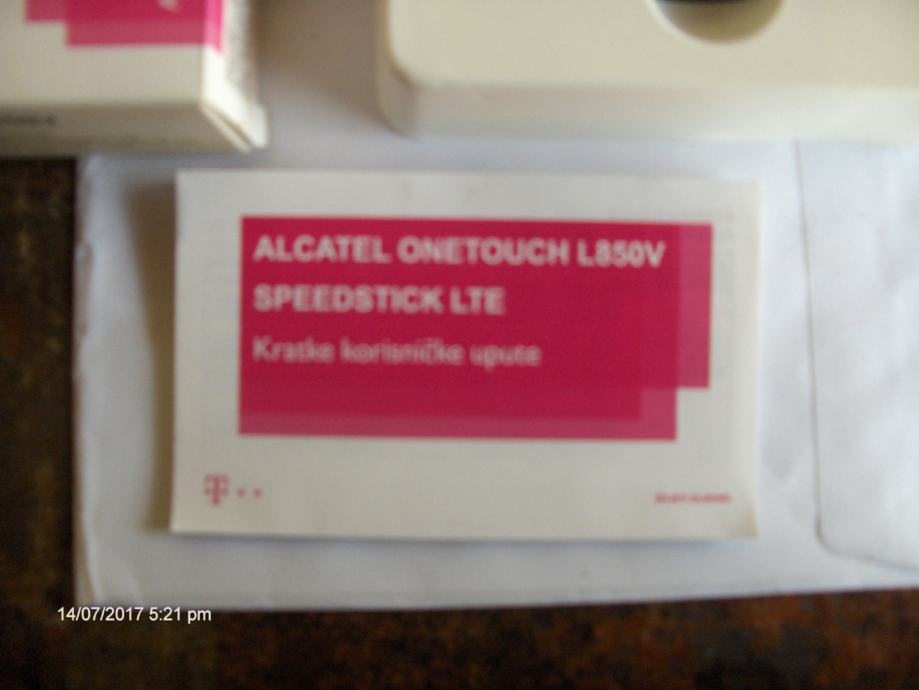 ALCATEL ONETOUCH L850V
SPEEDSTICK LTE
Kratke korisničke upute
T
14/07/2017 5:21 pm